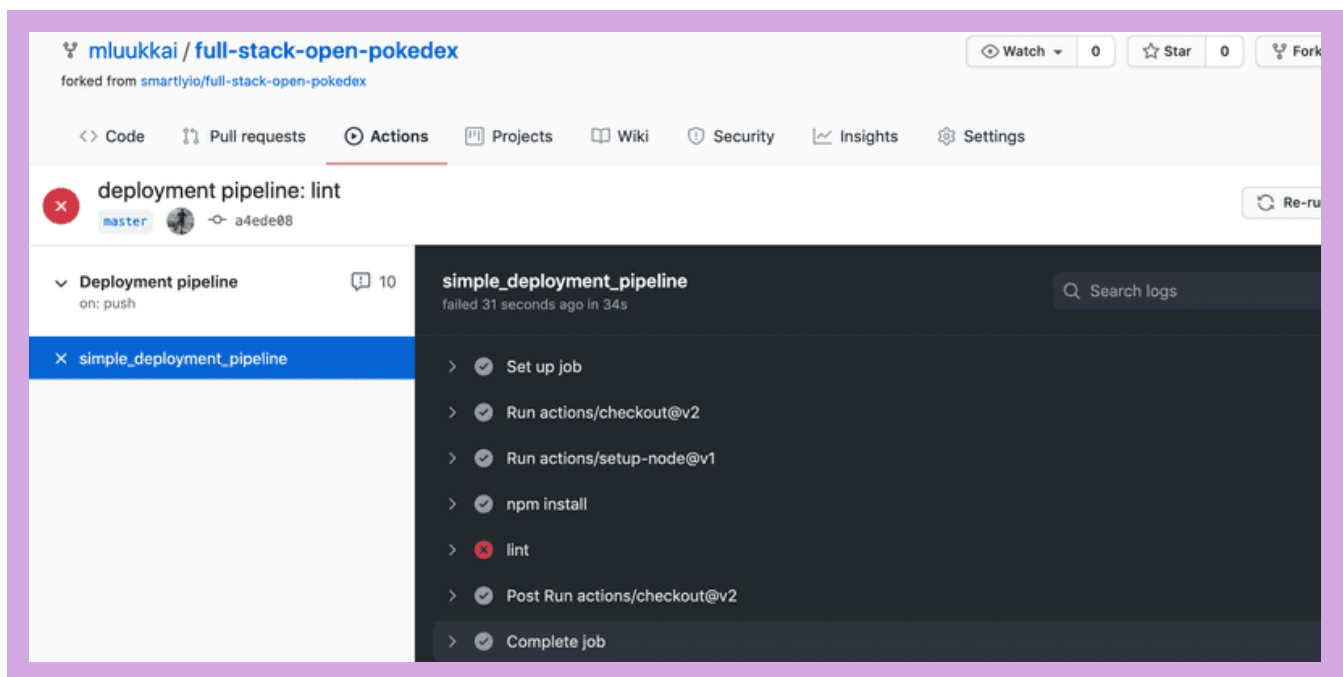 mluukkai / full-stack-open-pokedex
Watch 0 Star 0 Fork
forked from smartlyio/full-stack-open-pokedex
Code Pull requests Actions Projects Wiki Security Insights Settings
deployment pipeline: lint
master a4ede08
Re-ru
Deployment pipeline 10
on: push
simple_deployment_pipeline
simple_deployment_pipeline
failed 31 seconds ago in 34s
Search logs
Set up job
Run actions/checkout@v2
Run actions/setup-node@v1
npm install
lint
Post Run actions/checkout@v2
Complete job